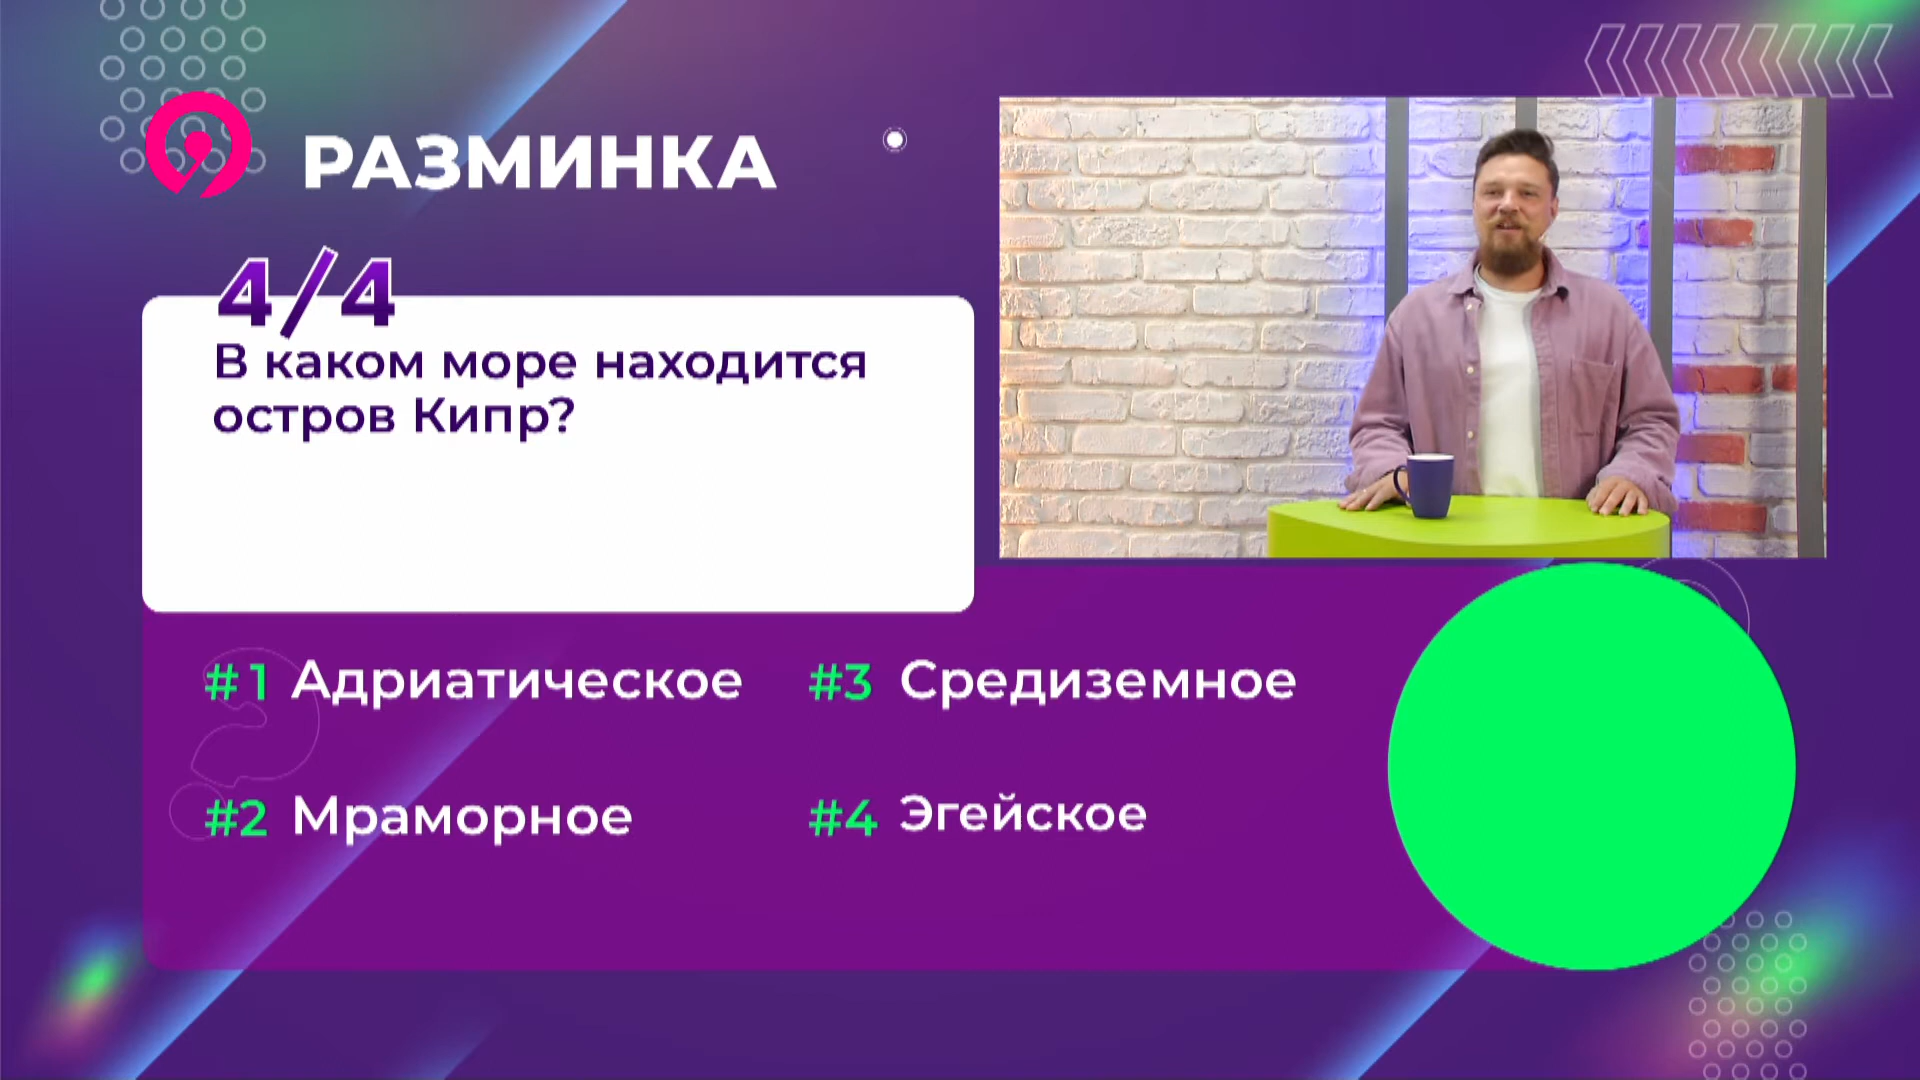 РАЗМИНКА
4/4
В каком море находится
остров Кипр?
#1 Адриатическое
#3 Средиземное
#2 Мраморное
#4 Эгейское